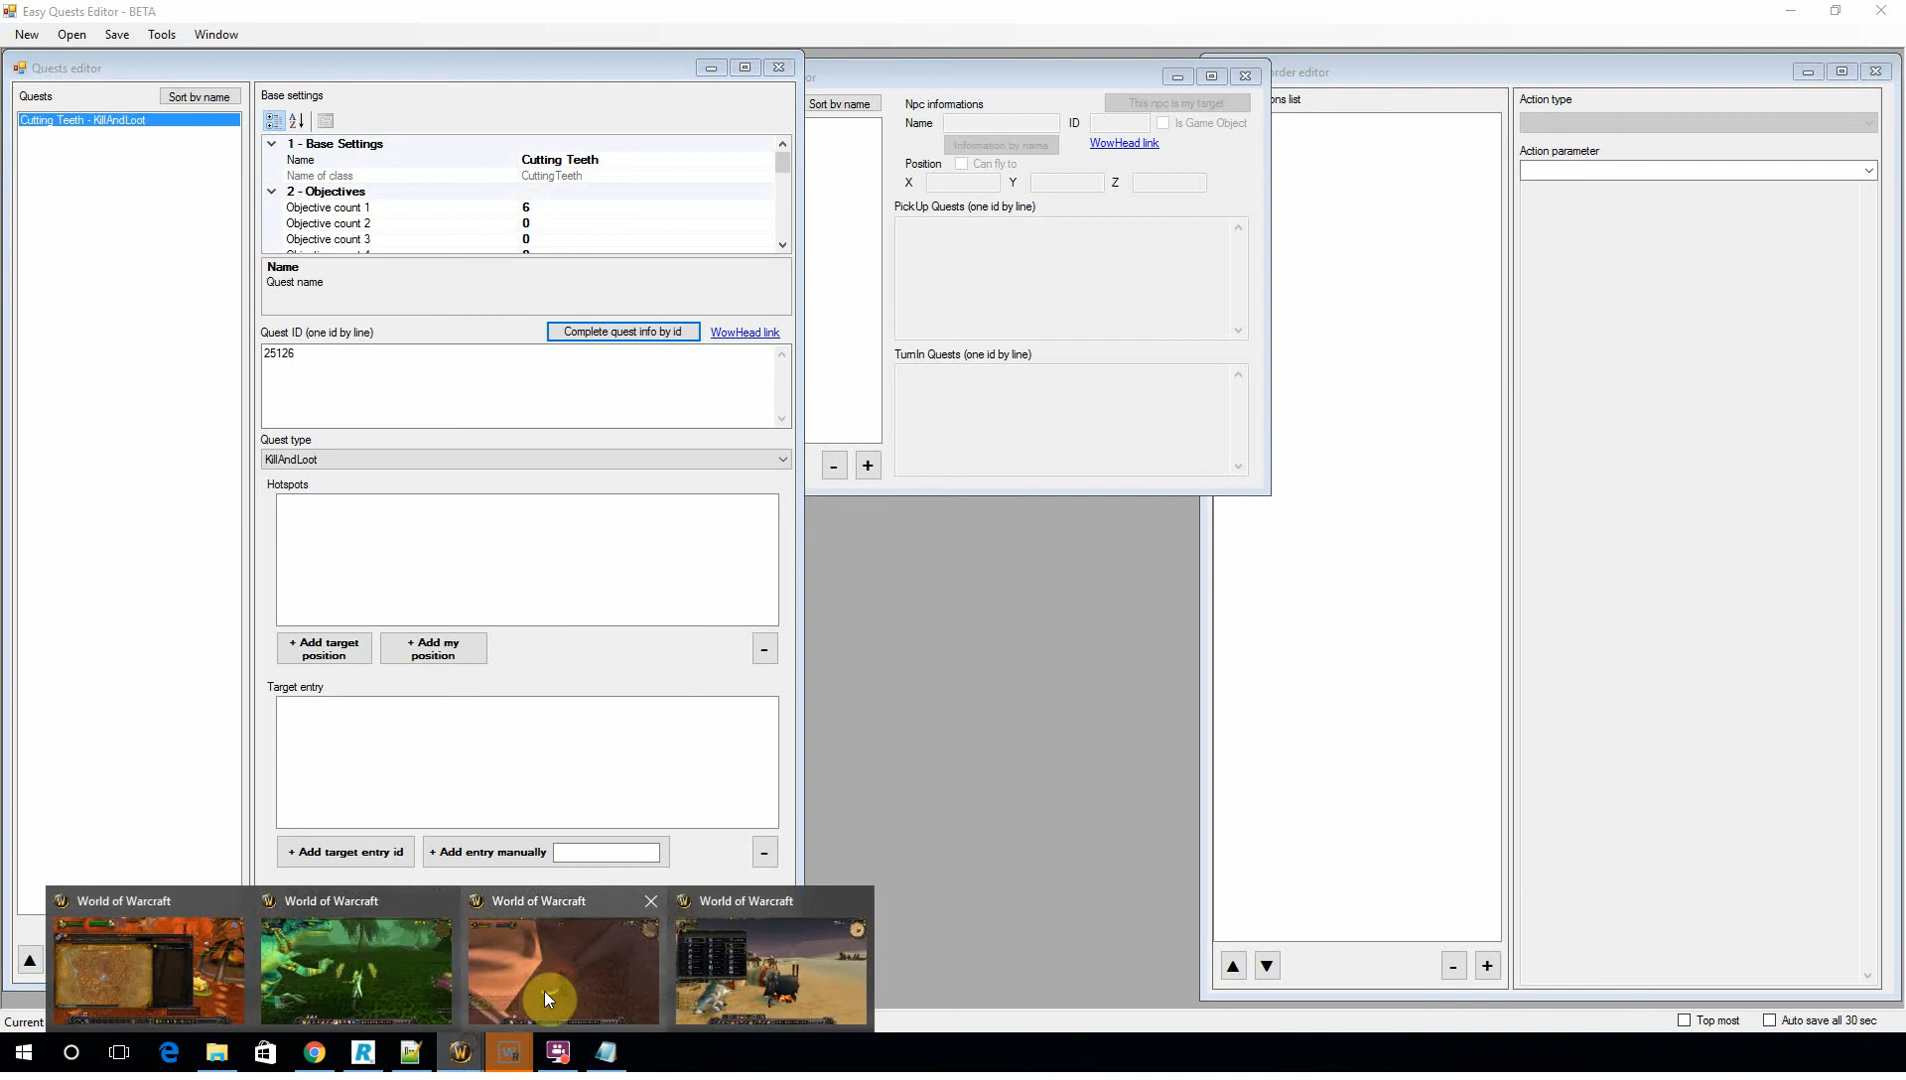 Easy Quests Editor - BETA
New Open Save Tools Window
Quests editor
Quests
Sort by name
Cutting Teeth - KillAndLoot
Base settings
1 - Base Settings
Name Cutting Teeth
Name of class CuttingTeeth
2 - Objectives
Objective count 1 6
Objective count 2 0
Objective count 3 0
Name
Quest name
Quest ID (one id by line)
Complete quest info by id
WowHead link
25126
Quest type
KillAndLoot
Hotspots
+ Add target position
+ Add my position
-
Target entry
+ Add target entry id
+ Add entry manually
-
or
Sort by name
- +
Npc informations
This npc is my target
Name ID Is Game Object
Information by name
WowHead link
Position Can fly to
X Y Z
PickUp Quests (one id by line)
TurnIn Quests (one id by line)
order editor
ons list
Action type
Action parameter
- +
World of Warcraft
World of Warcraft
World of Warcraft
World of Warcraft
Current
Top most
Auto save all 30 sec